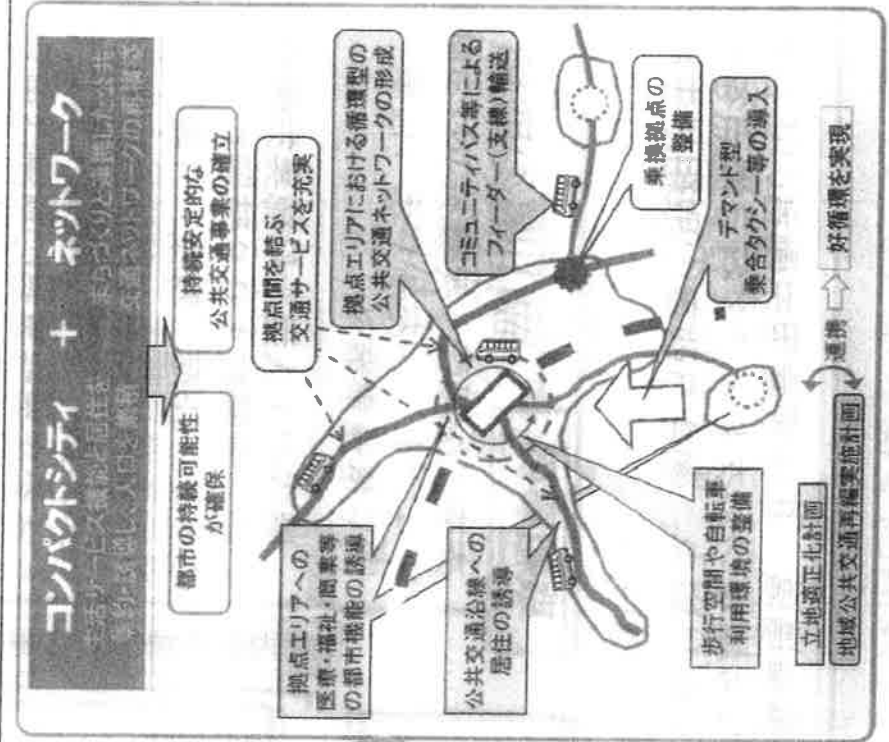 コンパクトシティ + ネットワーク
都市の持続可能性
が確保
持続安定的な
公共交通事業の確立
拠点間を結ぶ
交通サービスを充実
拠点エリアにおける循環型の
公共交通ネットワークの形成
拠点エリアへの
医療・福祉・商業等
の都市機能の誘導
コミュニティバス等による
フィーダー(支線)輸送
公共交通沿線への
居住の誘導
乗換拠点の
整備
歩行空間や自転車
利用環境の整備
デマンド型
乗合タクシー等の導入
立地適正化計画
地域公共交通再編実施計画
連携
好循環を実現